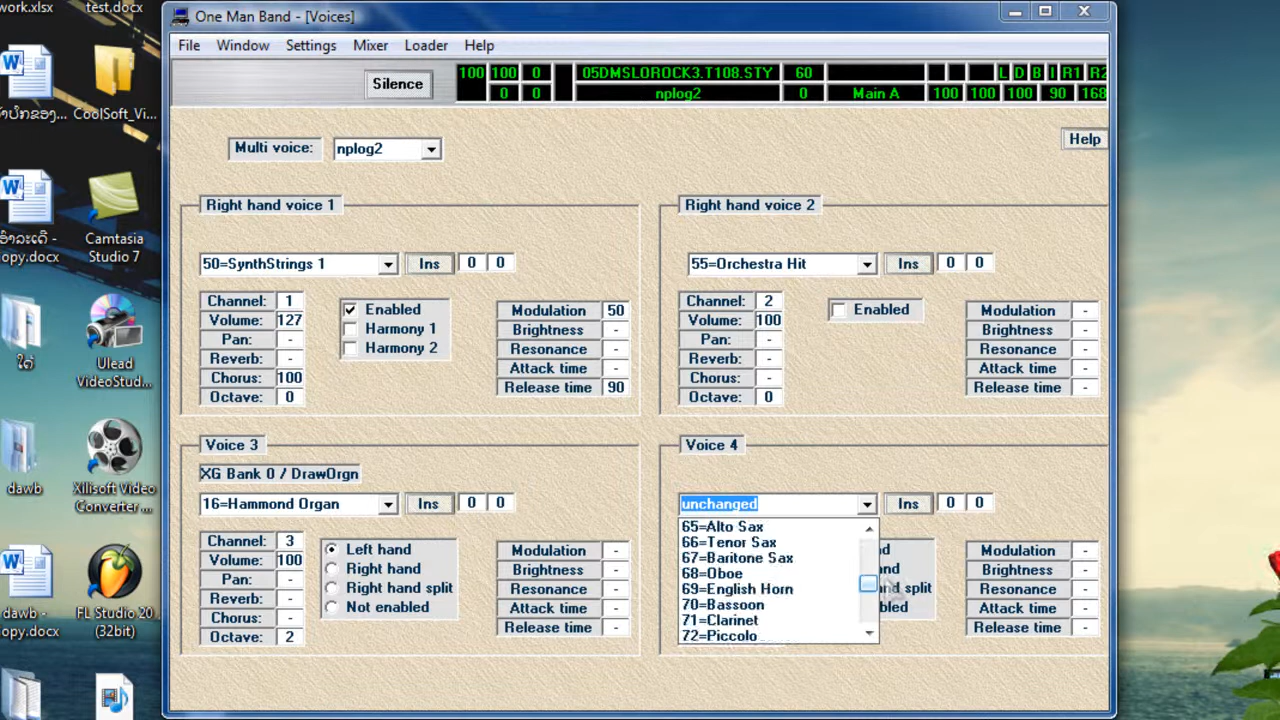 work.xlsx
test.docx
CoolSoft_Vi...
opy.docx
Camtasia
Studio 7
Ulead
VideoStud...
dawb
Xilisoft Video
Converter ...
dawb -
opy.docx
FL Studio 20
(32bit)
One Man Band - [Voices]
File Window Settings Mixer Loader Help
Silence
100 100 0 05DMSLOROCK3.T108.STY 60 L D B I R1 R2
0 0 nplog2 0 Main A 100 100 100 90 168
Multi voice: nplog2
Help
Right hand voice 1
50=SynthStrings 1 Ins 0 0
Channel: 1
Volume: 127
Pan: -
Reverb: -
Chorus: 100
Octave: 0
Enabled
Harmony 1
Harmony 2
Modulation 50
Brightness -
Resonance -
Attack time -
Release time 90
Right hand voice 2
55=Orchestra Hit Ins 0 0
Channel: 2
Volume: 100
Pan: -
Reverb: -
Chorus: -
Octave: 0
Enabled
Modulation -
Brightness -
Resonance -
Attack time -
Release time -
Voice 3
XG Bank 0 / DrawOrgn
16=Hammond Organ Ins 0 0
Channel: 3
Volume: 100
Pan: -
Reverb: -
Chorus: -
Octave: 2
Left hand
Right hand
Right hand split
Not enabled
Modulation -
Brightness -
Resonance -
Attack time -
Release time -
Voice 4
unchanged Ins 0 0
65=Alto Sax
66=Tenor Sax
67=Baritone Sax
68=Oboe
69=English Horn
70=Bassoon
71=Clarinet
72=Piccolo
Modulation -
Brightness -
Resonance -
Attack time -
Release time -